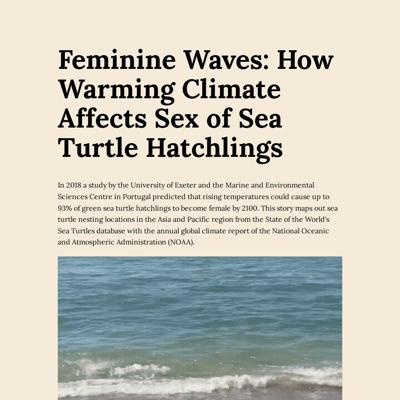 Feminine Waves: How
Warming Climate
Affects Sex of Sea
Turtle Hatchlings
In 2018 a study by the University of Exeter and the Marine and Environmental
Sciences Centre in Portugal predicted that rising temperatures could cause up to
93% of green sea turtle hatchlings to become female by 2100. This story maps out sea
turtle nesting locations in the Asia and Pacific region from the State of the World's
Sea Turtles database with the annual global climate report of the National Oceanic
and Atmospheric Administration (NOAA).